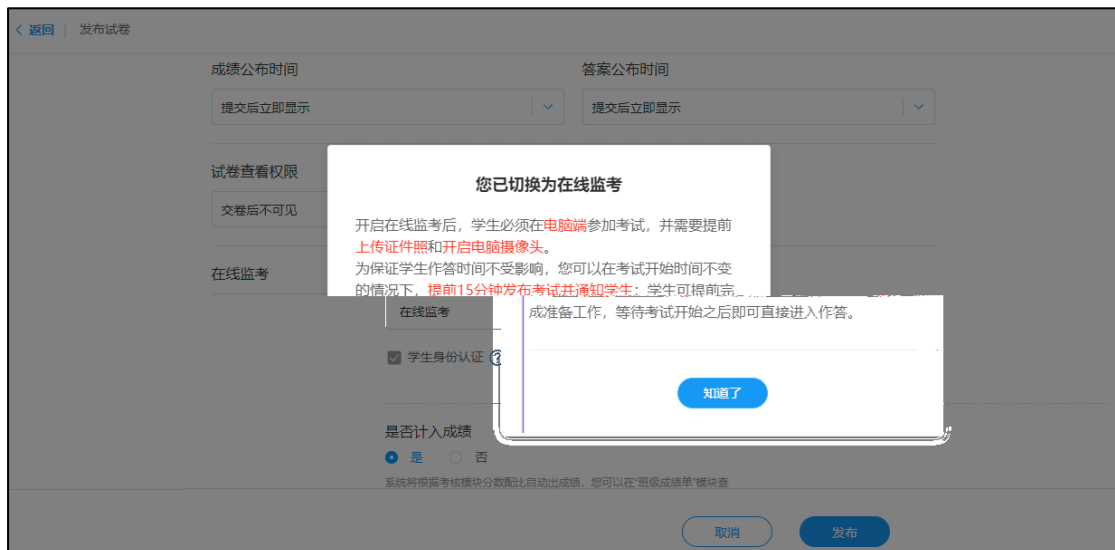 返回 发布试卷
成绩公布时间 答案公布时间
提交后立即显示 提交后立即显示
试卷查看权限
交卷后不可见
您已切换为在线监考
开启在线监考后，学生必须在电脑端参加考试，并需要提前
上传证件照和开启电脑摄像头。
为保证学生作答时间不受影响，您可以在考试开始时间不变
的情况下，提前15分钟发布考试并通知学生；学生可提前完
成准备工作，等待考试开始之后即可直接进入作答。
知道了
在线监考
在线监考
学生身份认证
是否计入成绩
是 否
系统将根据考核模块分数配比自动出成绩，您可以在“班级成绩单”模块查
取消 发布